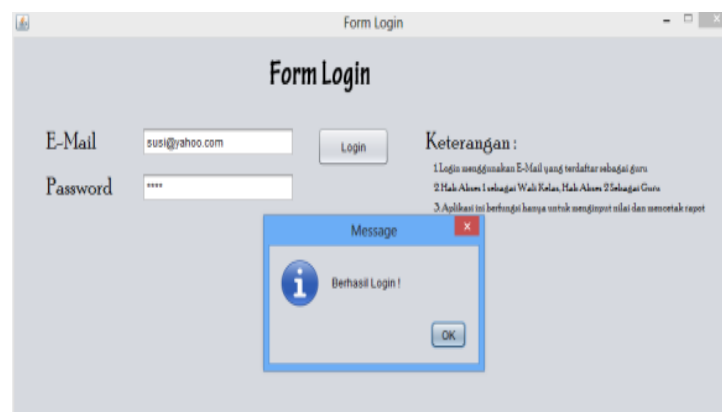 Form Login
Form Login
E-Mail
susi@yahoo.com
Login
Password
****
Keterangan :
1.Login menggunakan E-Mail yang terdaftar sebagai guru
2.Hak Akses 1 sebagai Wali Kelas, Hak Akses 2 Sebagai Guru
3.Aplikasi ini berfungsi hanya untuk menginput nilai dan mencetak rapot
Message
Berhasil Login !
OK